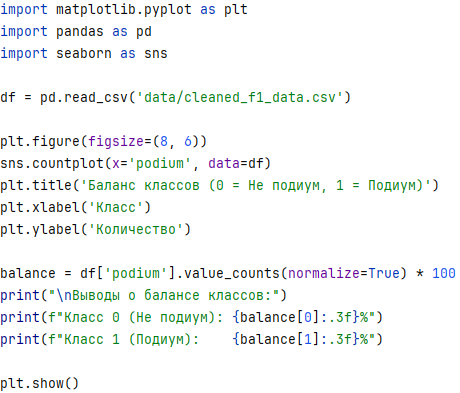 import matplotlib.pyplot as plt
import pandas as pd
import seaborn as sns

df = pd.read_csv('data/cleaned_f1_data.csv')

plt.figure(figsize=(8, 6))
sns.countplot(x='podium', data=df)
plt.title('Баланс классов (0 = Не подиум, 1 = Подиум)')
plt.xlabel('Класс')
plt.ylabel('Количество')

balance = df['podium'].value_counts(normalize=True) * 100
print("\nВыводы о балансе классов:")
print(f"Класс 0 (Не подиум): {balance[0]:.3f}%")
print(f"Класс 1 (Подиум):    {balance[1]:.3f}%")

plt.show()